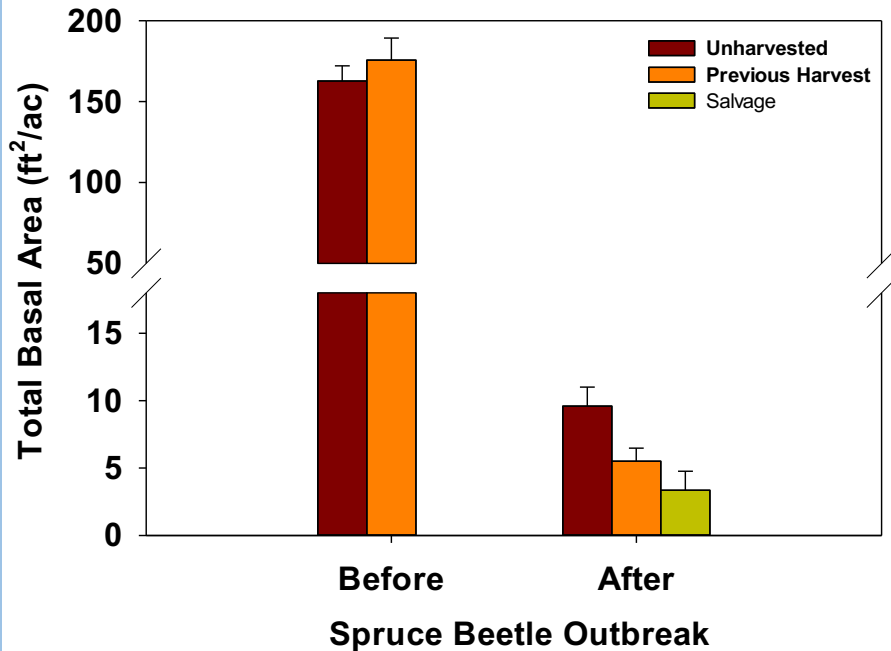 Total Basal Area (ft²/ac)
200
150
100
50
15
10
5
0
Unharvested
Previous Harvest
Salvage
Before
After
Spruce Beetle Outbreak